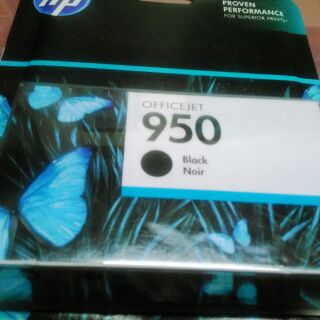 hp
PROVEN
PERFORMANCE
FOR SUPERIOR PRINTS
OFFICEJET
950
Black
Noir